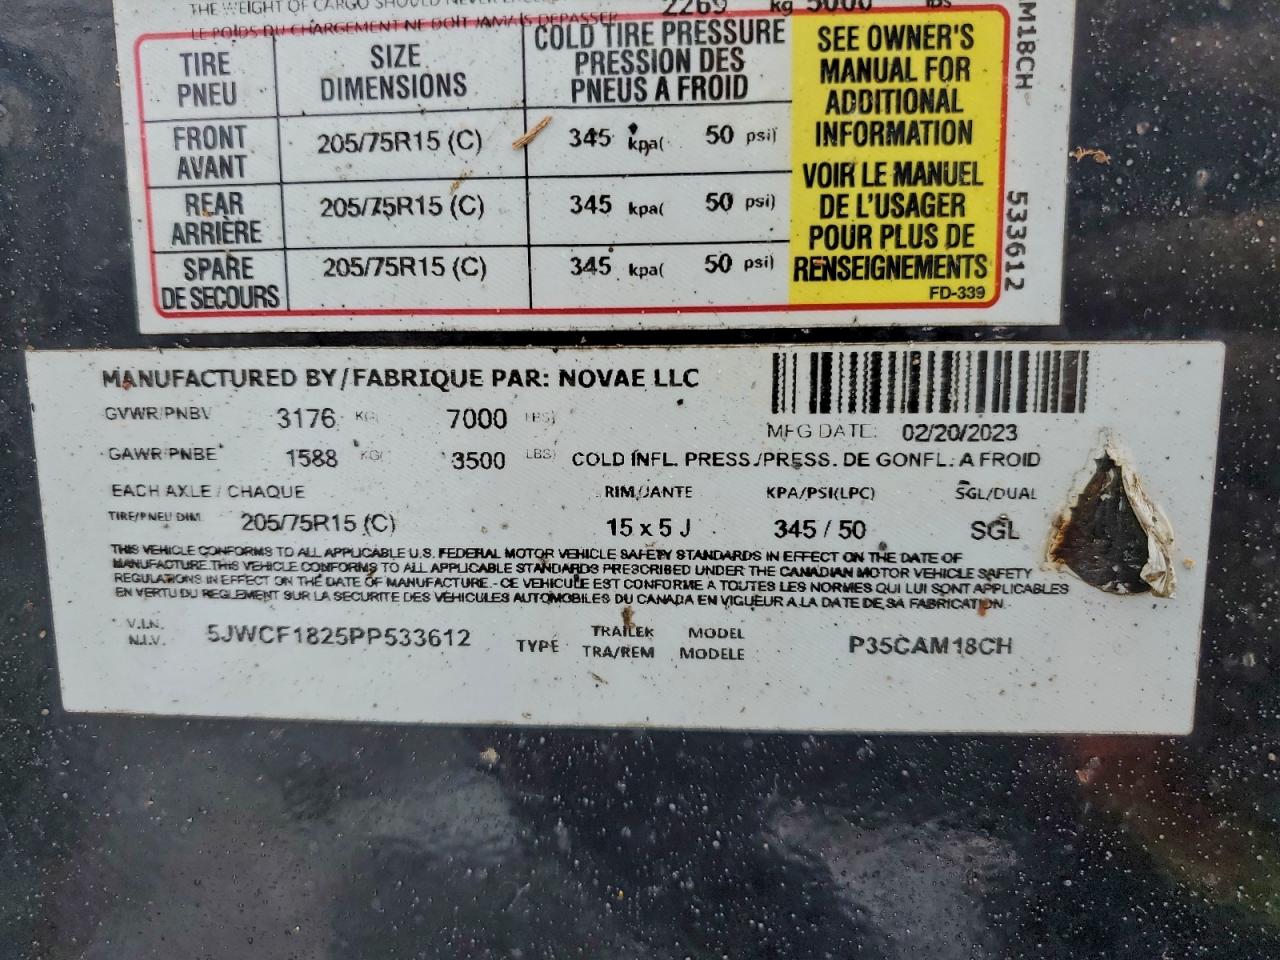 THE WEIGHT OF CARGO SHOULD NEVER 2269 kg 5000 lbs
LE POIDS DU CHARGEMENT NE DOIT JAMAIS DEPASSER
TIRE PNEU SIZE DIMENSIONS COLD TIRE PRESSURE PRESSION DES PNEUS A FROID
FRONT AVANT 205/75R15 (C) 345 kpa( 50 psi)
REAR ARRIÈRE 205/75R15 (C) 345 kpa( 50 psi)
SPARE DE SECOURS 205/75R15 (C) 345 kpa( 50 psi)
SEE OWNER'S
MANUAL FOR
ADDITIONAL
INFORMATION
VOIR LE MANUEL
DE L'USAGER
POUR PLUS DE
RENSEIGNEMENTS
FD-339
M18CH 533612
MANUFACTURED BY/FABRIQUE PAR: NOVAE LLC
GVWR/PNBV 3176 KG( 7000 LBS)
MFG DATE: 02/20/2023
GAWR/PNBE 1588 KG( 3500 LBS) COLD INFL. PRESS./PRESS. DE GONFL. A FROID
EACH AXLE / CHAQUE RIM/JANTE KPA/PSI(LPC) SGL/DUAL
TIRE/PNEU DIM. 205/75R15 (C) 15 x 5 J 345 / 50 SGL
THIS VEHICLE CONFORMS TO ALL APPLICABLE U.S. FEDERAL MOTOR VEHICLE SAFETY STANDARDS IN EFFECT ON THE DATE OF
MANUFACTURE.THIS VEHICLE CONFORMS TO ALL APPLICABLE STANDARDS PRESCRIBED UNDER THE CANADIAN MOTOR VEHICLE SAFETY
REGULATIONS IN EFFECT ON THE DATE OF MANUFACTURE.- CE VEHICULE EST CONFORME A TOUTES LES NORMES QUI LUI SONT APPLICABLES
EN VERTU DU REGLEMENT SUR LA SECURITE DES VEHICULES AUTOMOBILES DU CANADA EN VIGUEUR A LA DATE DE SA FABRICATION.
V.I.N. N.I.V. 5JWCF1825PP533612 TYPE TRAILER TRA/REM MODEL MODELE P35CAM18CH